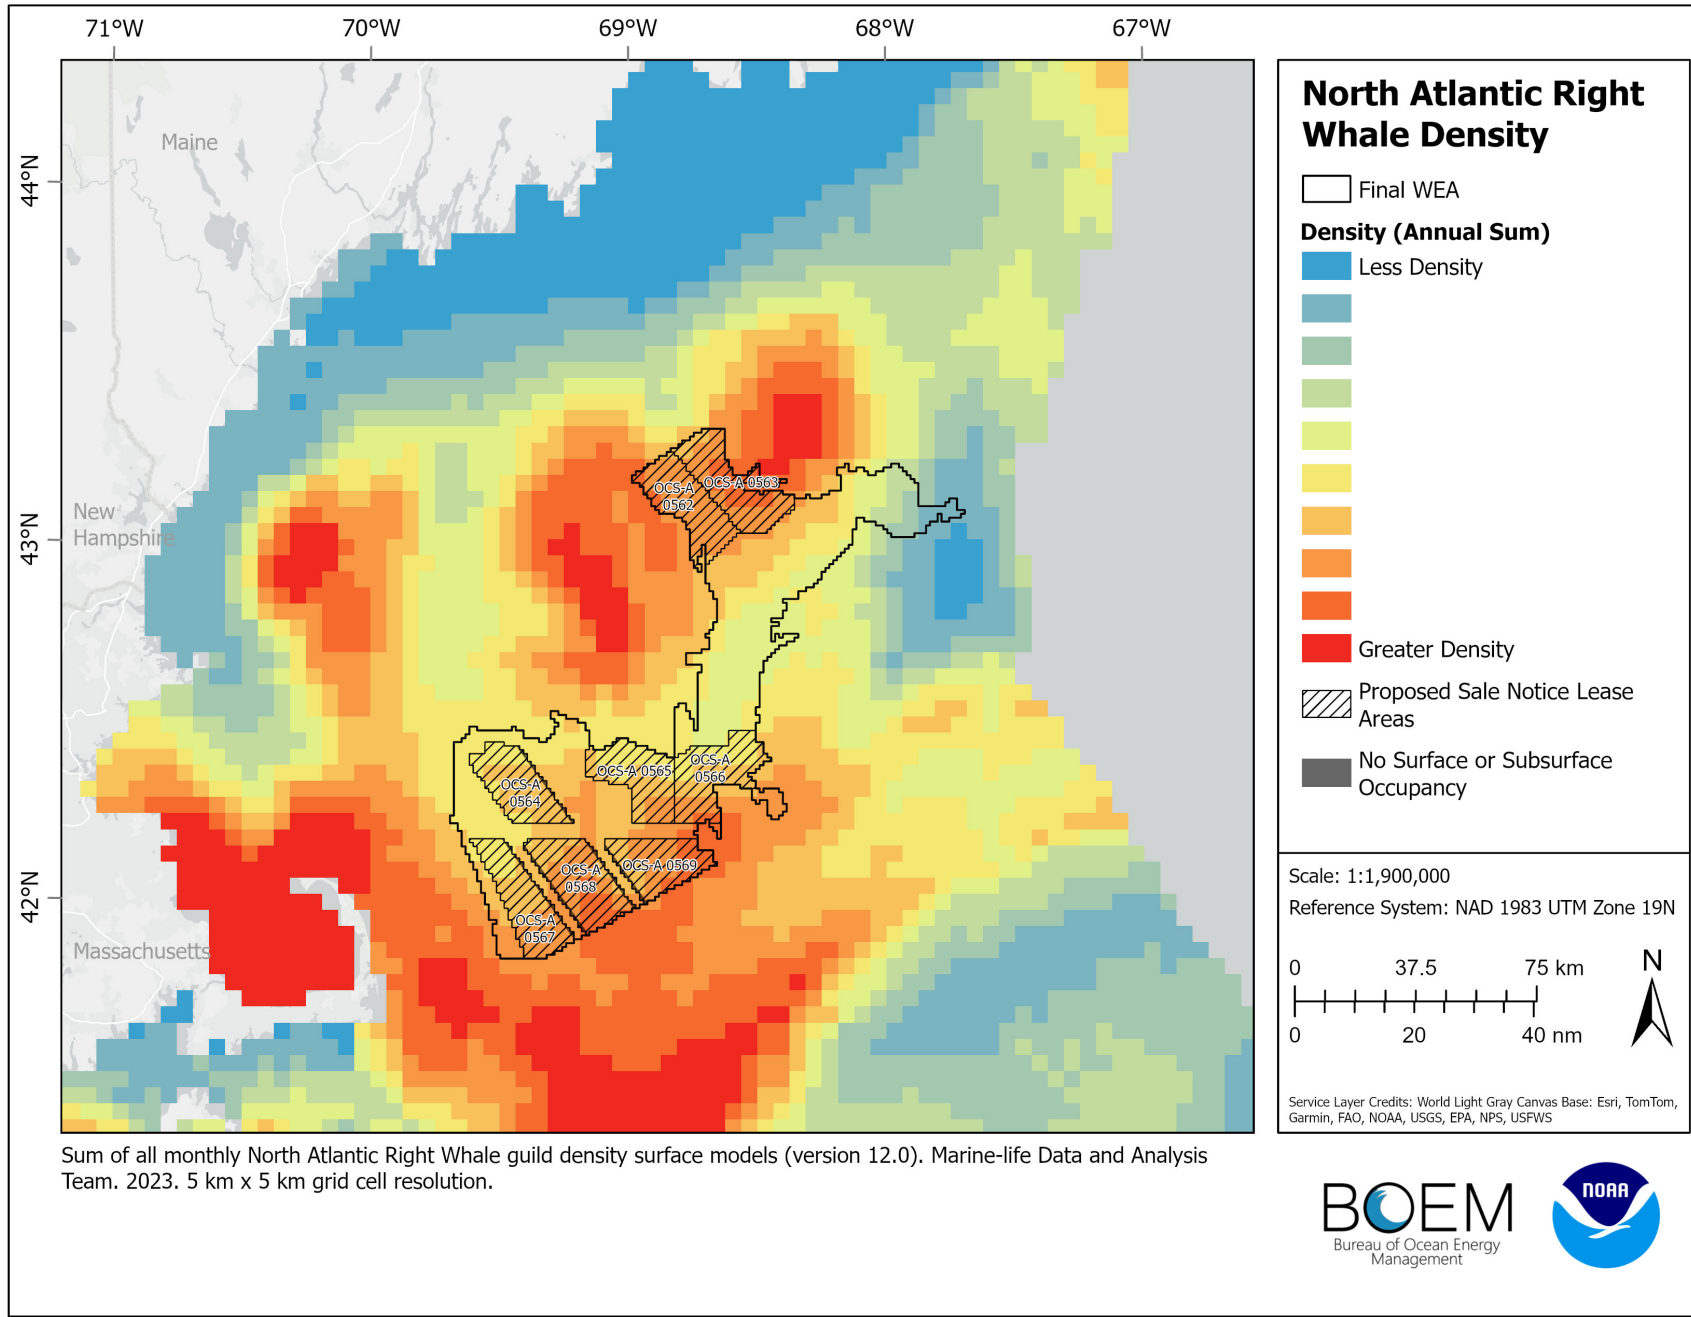 71°W
70°W
69°W
68°W
67°W
44°N
43°N
42°N
Maine
New
Hampshire
Massachusetts
OCS-A
0562
OCS-A 0563
OCS-A
0564
OCS-A 0565
OCS-A
0566
OCS-A
0567
OCS-A
0568
OCS-A 0569
North Atlantic Right
Whale Density
Final WEA
Density (Annual Sum)
Less Density
Greater Density
Proposed Sale Notice Lease
Areas
No Surface or Subsurface
Occupancy
Scale: 1:1,900,000
Reference System: NAD 1983 UTM Zone 19N
0 37.5 75 km
0 20 40 nm
N
Service Layer Credits: World Light Gray Canvas Base: Esri, TomTom,
Garmin, FAO, NOAA, USGS, EPA, NPS, USFWS
Sum of all monthly North Atlantic Right Whale guild density surface models (version 12.0). Marine-life Data and Analysis
Team. 2023. 5 km x 5 km grid cell resolution.
BOEM
Bureau of Ocean Energy
Management
NOAA